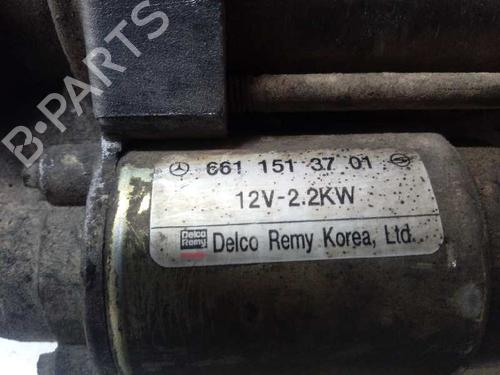 B-PARTS
661 151 37 01
12V-2.2KW
Delco Remy Delco Remy Korea, Ltd.